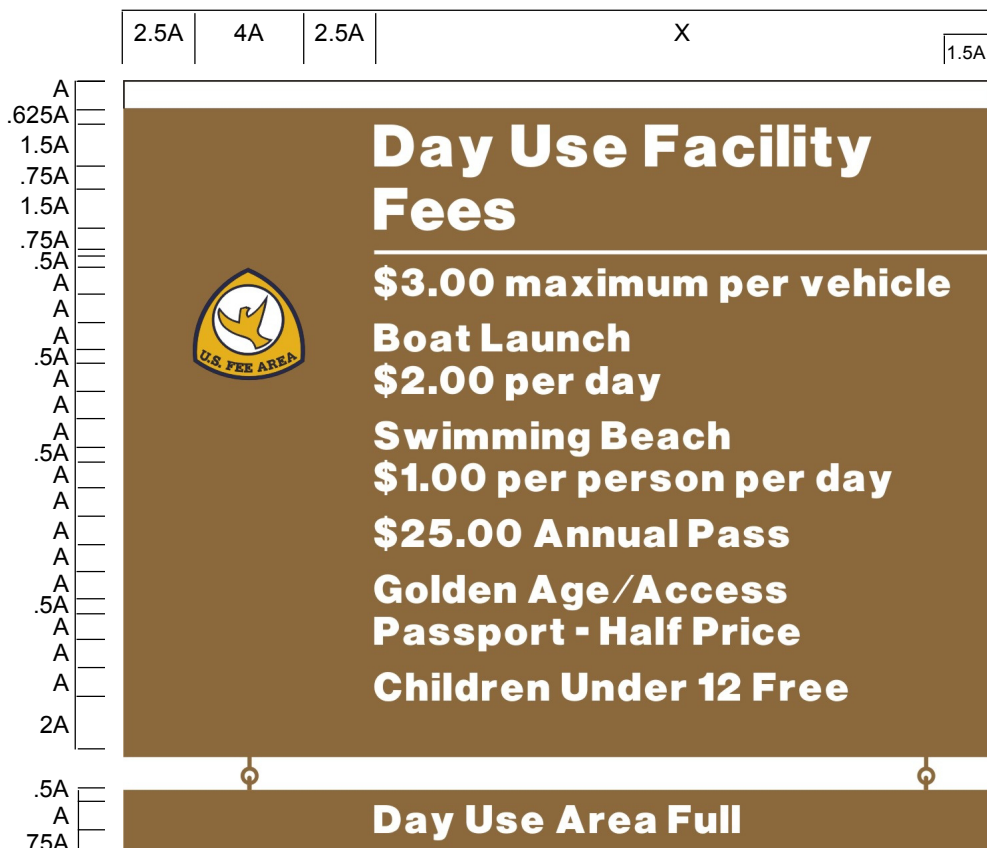 2.5A 4A 2.5A X 1.5A
A
.625A
1.5A
.75A
1.5A
.75A
.5A
A
A
A
.5A
A
A
A
.5A
A
A
A
A
A
.5A
A
A
A
2A
.5A
A
.75A
Day Use Facility
Fees
$3.00 maximum per vehicle
U.S. FEE AREA
Boat Launch
$2.00 per day
Swimming Beach
$1.00 per person per day
$25.00 Annual Pass
Golden Age/Access
Passport - Half Price
Children Under 12 Free
Day Use Area Full